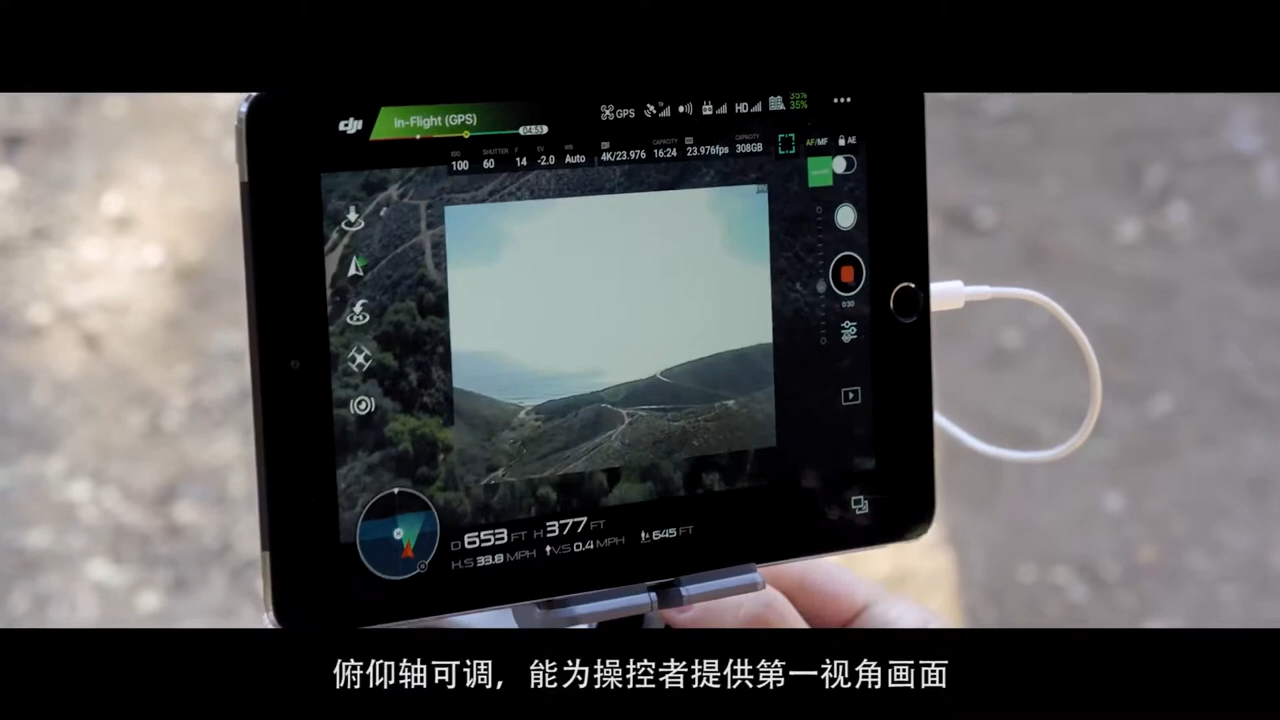 dji
In-Flight (GPS)
04:53
GPS
HD
35%
35%
ISO
100
SHUTTER
60
F
14
EV
-2.0
WB
Auto
4K/23.976
CAPACITY
16:24
23.976fps
CAPACITY
308GB
AF/MF
AE
0:30
H
N
D 653 FT H 377 FT
H.S 33.8 MPH V.S 0.4 MPH 645 FT
俯仰轴可调，能为操控者提供第一视角画面